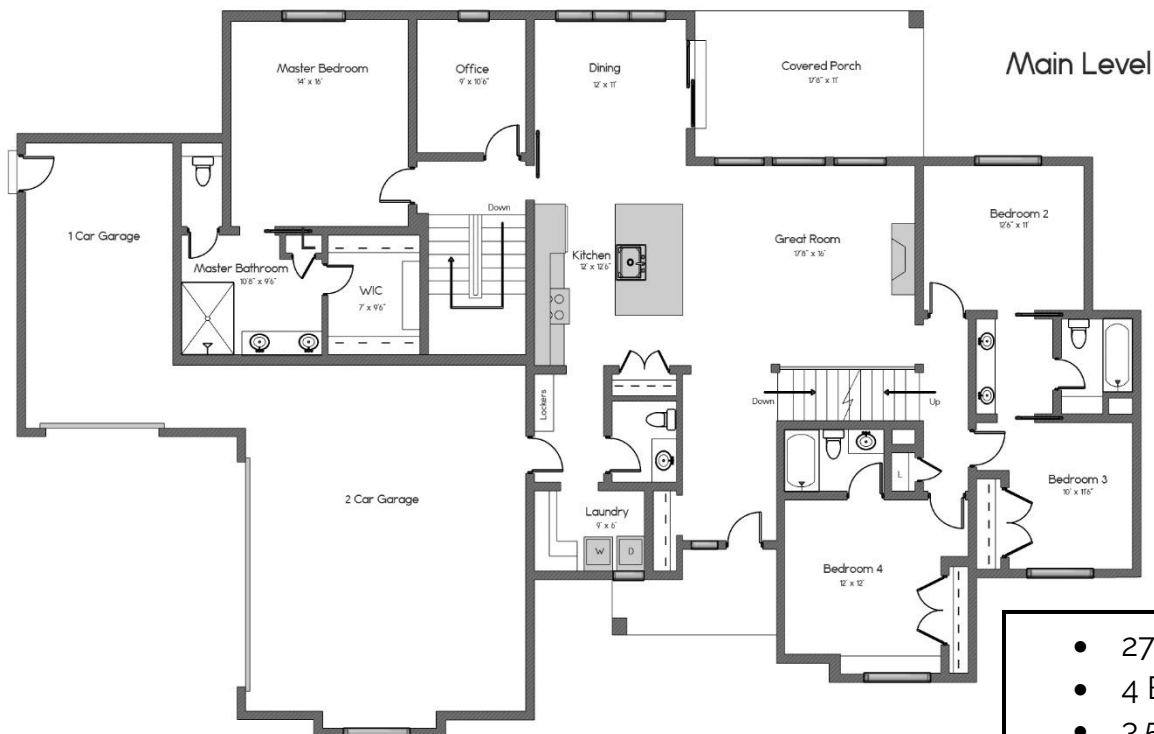 Main Level
Master Bedroom
14' x 16'
Office
9' x 10'6"
Dining
12' x 11'
Covered Porch
17'8" x 11'
1 Car Garage
Down
Bedroom 2
12'6" x 11'
Great Room
17'8" x 16'
Kitchen
12' x 12'6"
Master Bathroom
10'8" x 9'6"
WIC
7' x 9'6"
Lockers
Down
Up
2 Car Garage
L
Bedroom 3
10' x 11'6"
Laundry
9' x 6'
W
D
Bedroom 4
12' x 12'
• 27
• 4
• 3.5